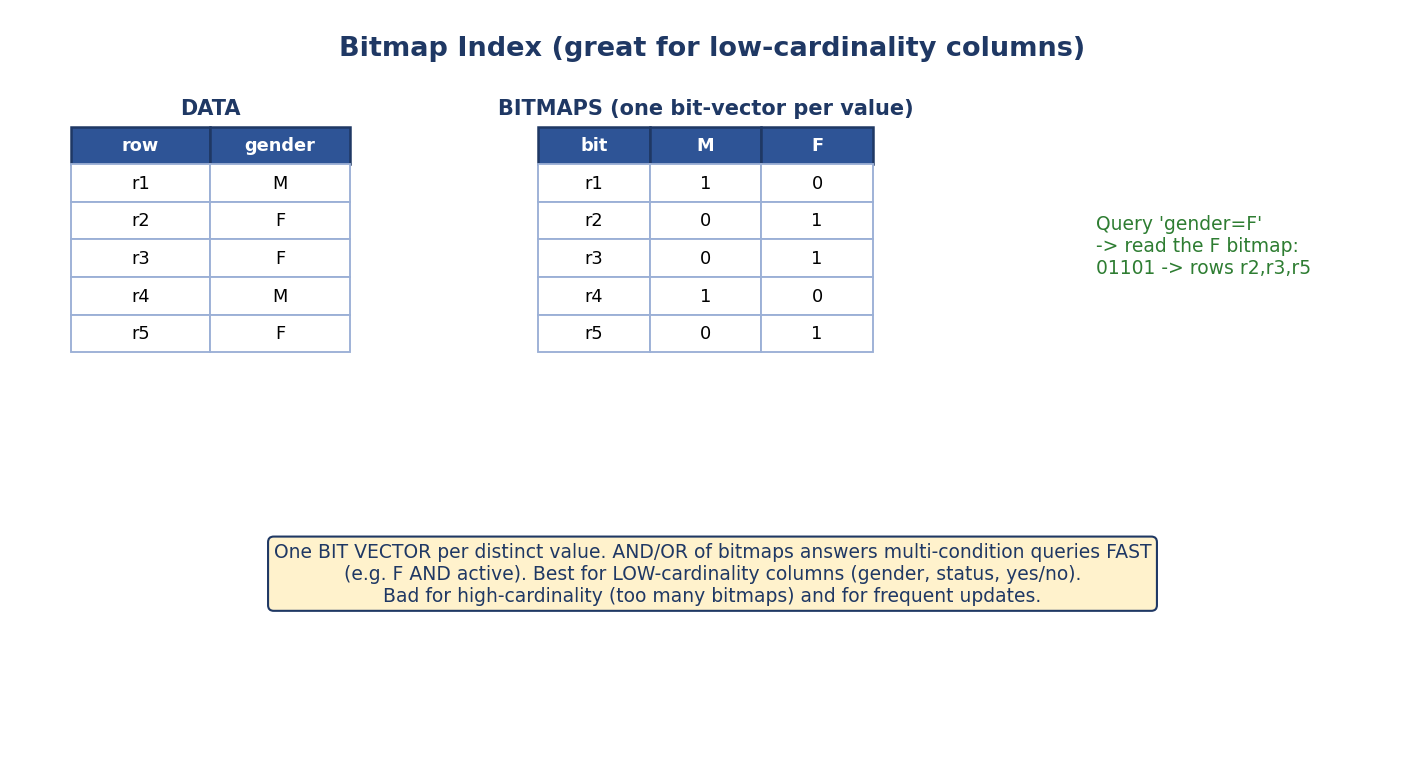 Bitmap Index (great for low-cardinality columns)
DATA
row gender
r1 M
r2 F
r3 F
r4 M
r5 F
BITMAPS (one bit-vector per value)
bit M F
r1 1 0
r2 0 1
r3 0 1
r4 1 0
r5 0 1
Query 'gender=F'
-> read the F bitmap:
01101 -> rows r2,r3,r5
One BIT VECTOR per distinct value. AND/OR of bitmaps answers multi-condition queries FAST
(e.g. F AND active). Best for LOW-cardinality columns (gender, status, yes/no).
Bad for high-cardinality (too many bitmaps) and for frequent updates.